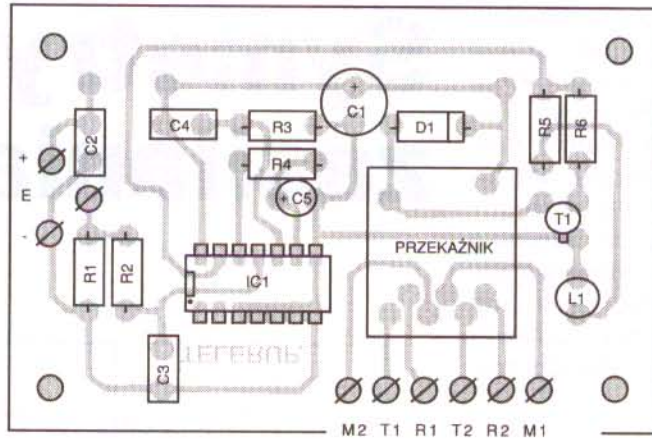 C2
+
E
-
R1
R2
C3
C4
R3
R4
+
C1
+ C5
D1
R5
R6
T1
L1
PRZEKAŹNIK
IC1
M2 T1 R1 T2 R2 M1